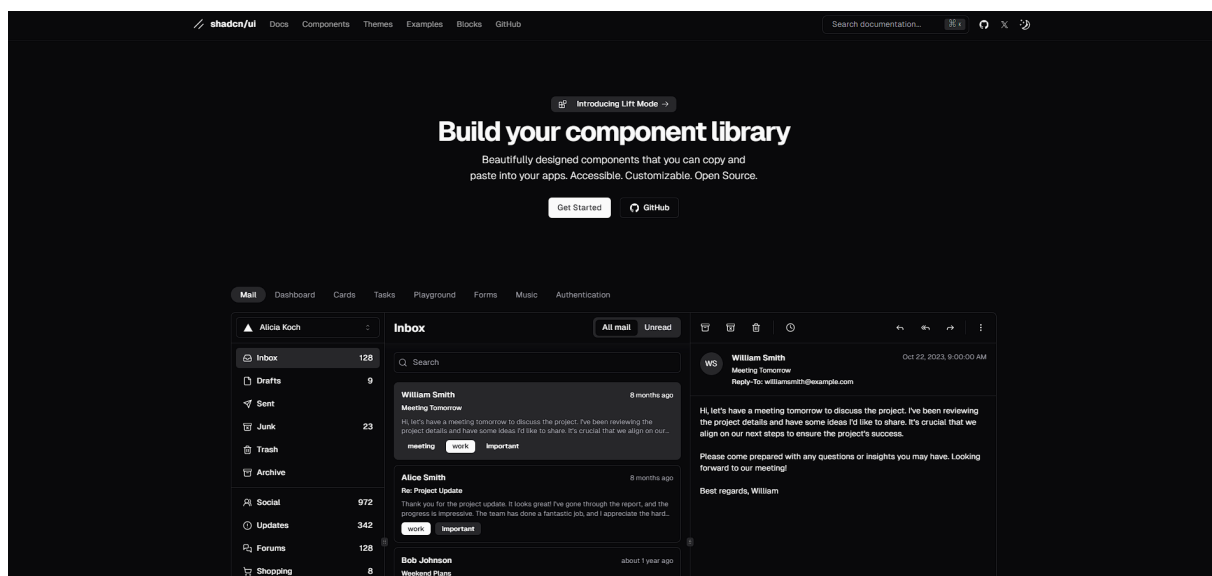 shadcn/ui Docs Components Themes Examples Blocks GitHub Search documentation... ⌘ K
Introducing Lift Mode →
Build your component library
Beautifully designed components that you can copy and
paste into your apps. Accessible. Customizable. Open Source.
Get Started GitHub
Mail Dashboard Cards Tasks Playground Forms Music Authentication
Alicia Koch
Inbox 128
Drafts 9
Sent
Junk 23
Trash
Archive
Social 972
Updates 342
Forums 128
Shopping 8
Inbox All mail Unread
Search
William Smith 8 months ago
Meeting Tomorrow
Hi, let's have a meeting tomorrow to discuss the project. I've been reviewing the
project details and have some ideas I'd like to share. It's crucial that we align on our...
meeting work important
Alice Smith 8 months ago
Re: Project Update
Thank you for the project update. It looks great! I've gone through the report, and the
progress is impressive. The team has done a fantastic job, and I appreciate the hard...
work important
Bob Johnson about 1 year ago
Weekend Plans
WS
William Smith Oct 22, 2023, 9:00:00 AM
Meeting Tomorrow
Reply-To: williamsmith@example.com
Hi, let's have a meeting tomorrow to discuss the project. I've been reviewing
the project details and have some ideas I'd like to share. It's crucial that we
align on our next steps to ensure the project's success.
Please come prepared with any questions or insights you may have. Looking
forward to our meeting!
Best regards, William